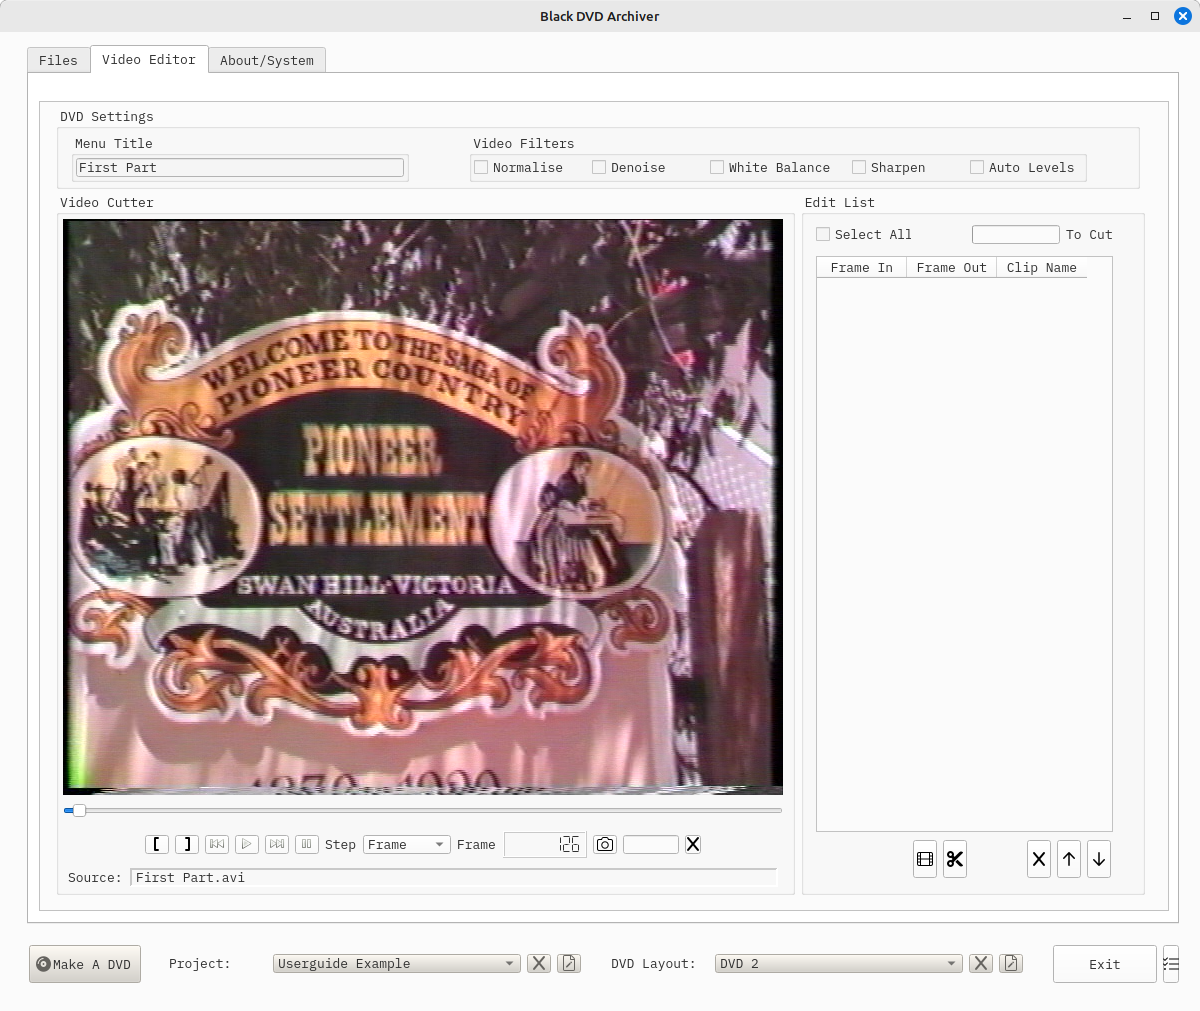 Black DVD Archiver
Files Video Editor About/System
DVD Settings
Menu Title
First Part
Video Filters
Normalise Denoise White Balance Sharpen Auto Levels
Video Cutter
WELCOME TO THE SAGA OF
PIONEER COUNTRY
PIONEER
SETTLEMENT
SWAN HILL-VICTORIA
AUSTRALIA
Step Frame Frame 126
Source: First Part.avi
Edit List
Select All To Cut
Frame In Frame Out Clip Name
Make A DVD Project: Userguide Example DVD Layout: DVD 2 Exit